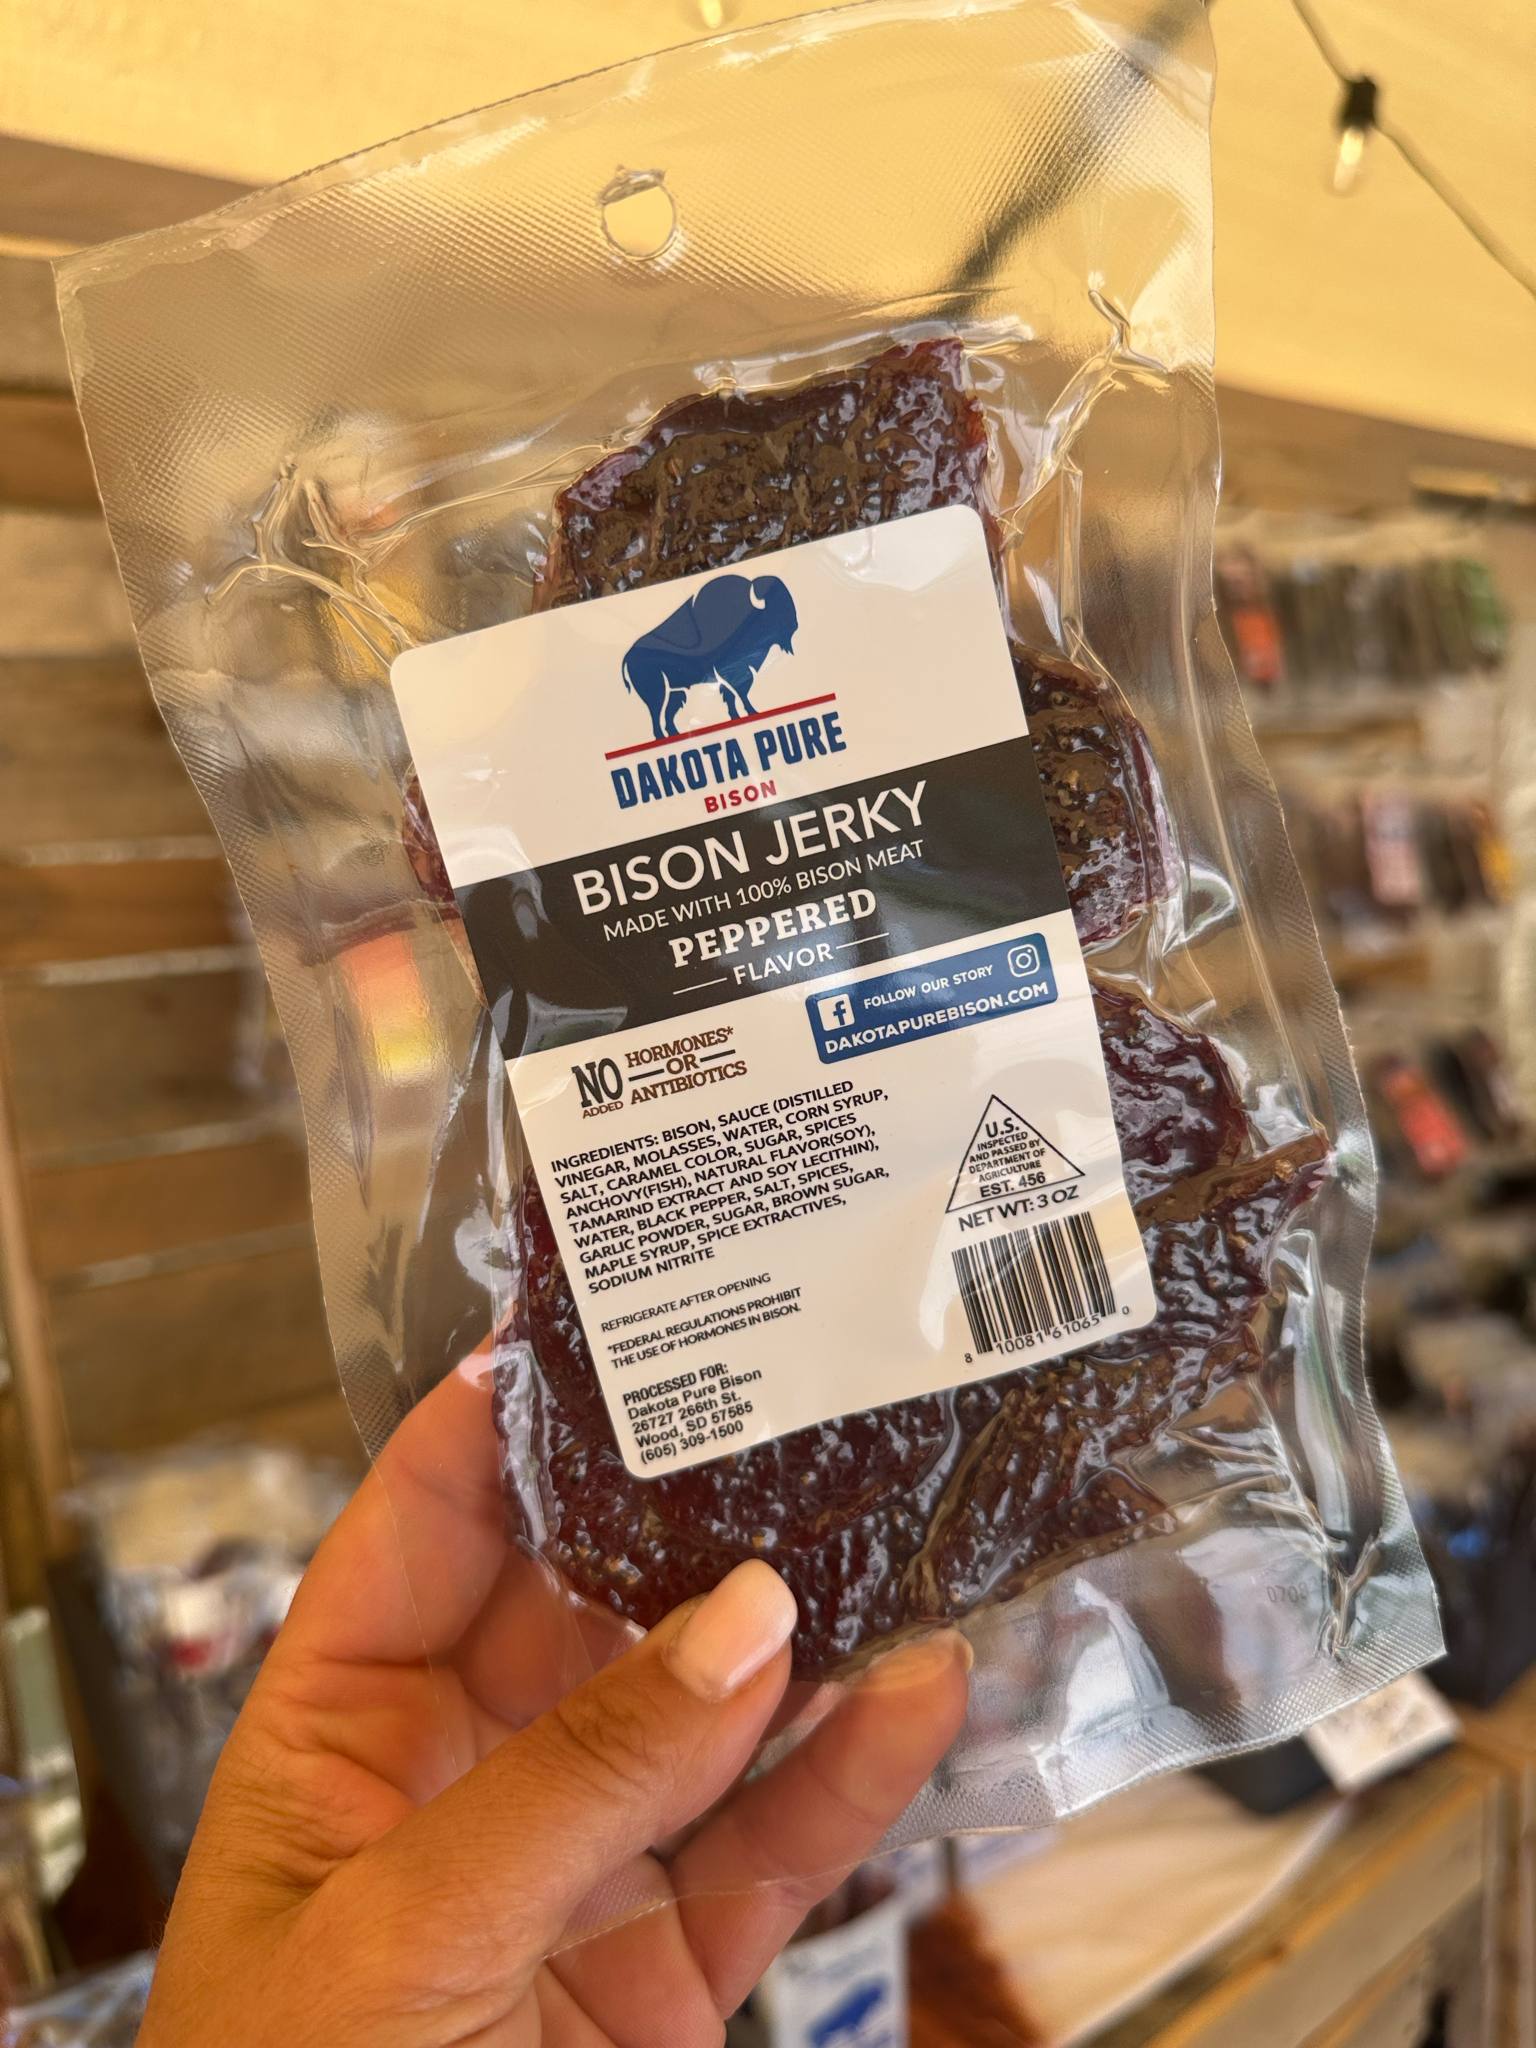 DAKOTA PURE
BISON
BISON JERKY
MADE WITH 100% BISON MEAT
PEPPERED
FLAVOR
f FOLLOW OUR STORY
DAKOTAPUREBISON.COM
NO
ADDED
HORMONES*
OR
ANTIBIOTICS
INGREDIENTS: BISON, SAUCE (DISTILLED
VINEGAR, MOLASSES, WATER, CORN SYRUP,
SALT, CARAMEL COLOR, SUGAR, SPICES
ANCHOVY(FISH), NATURAL FLAVOR(SOY),
TAMARIND EXTRACT AND SOY LECITHIN),
WATER, BLACK PEPPER, SALT, SPICES,
GARLIC POWDER, SUGAR, BROWN SUGAR,
MAPLE SYRUP, SPICE EXTRACTIVES,
SODIUM NITRITE
U.S.
INSPECTED
AND PASSED BY
DEPARTMENT OF
AGRICULTURE
EST. 456
NET WT: 3 OZ
8 10081 61065 0
REFRIGERATE AFTER OPENING
*FEDERAL REGULATIONS PROHIBIT
THE USE OF HORMONES IN BISON.
PROCESSED FOR:
Dakota Pure Bison
26727 266th St.
Wood, SD 57585
(605) 309-1500